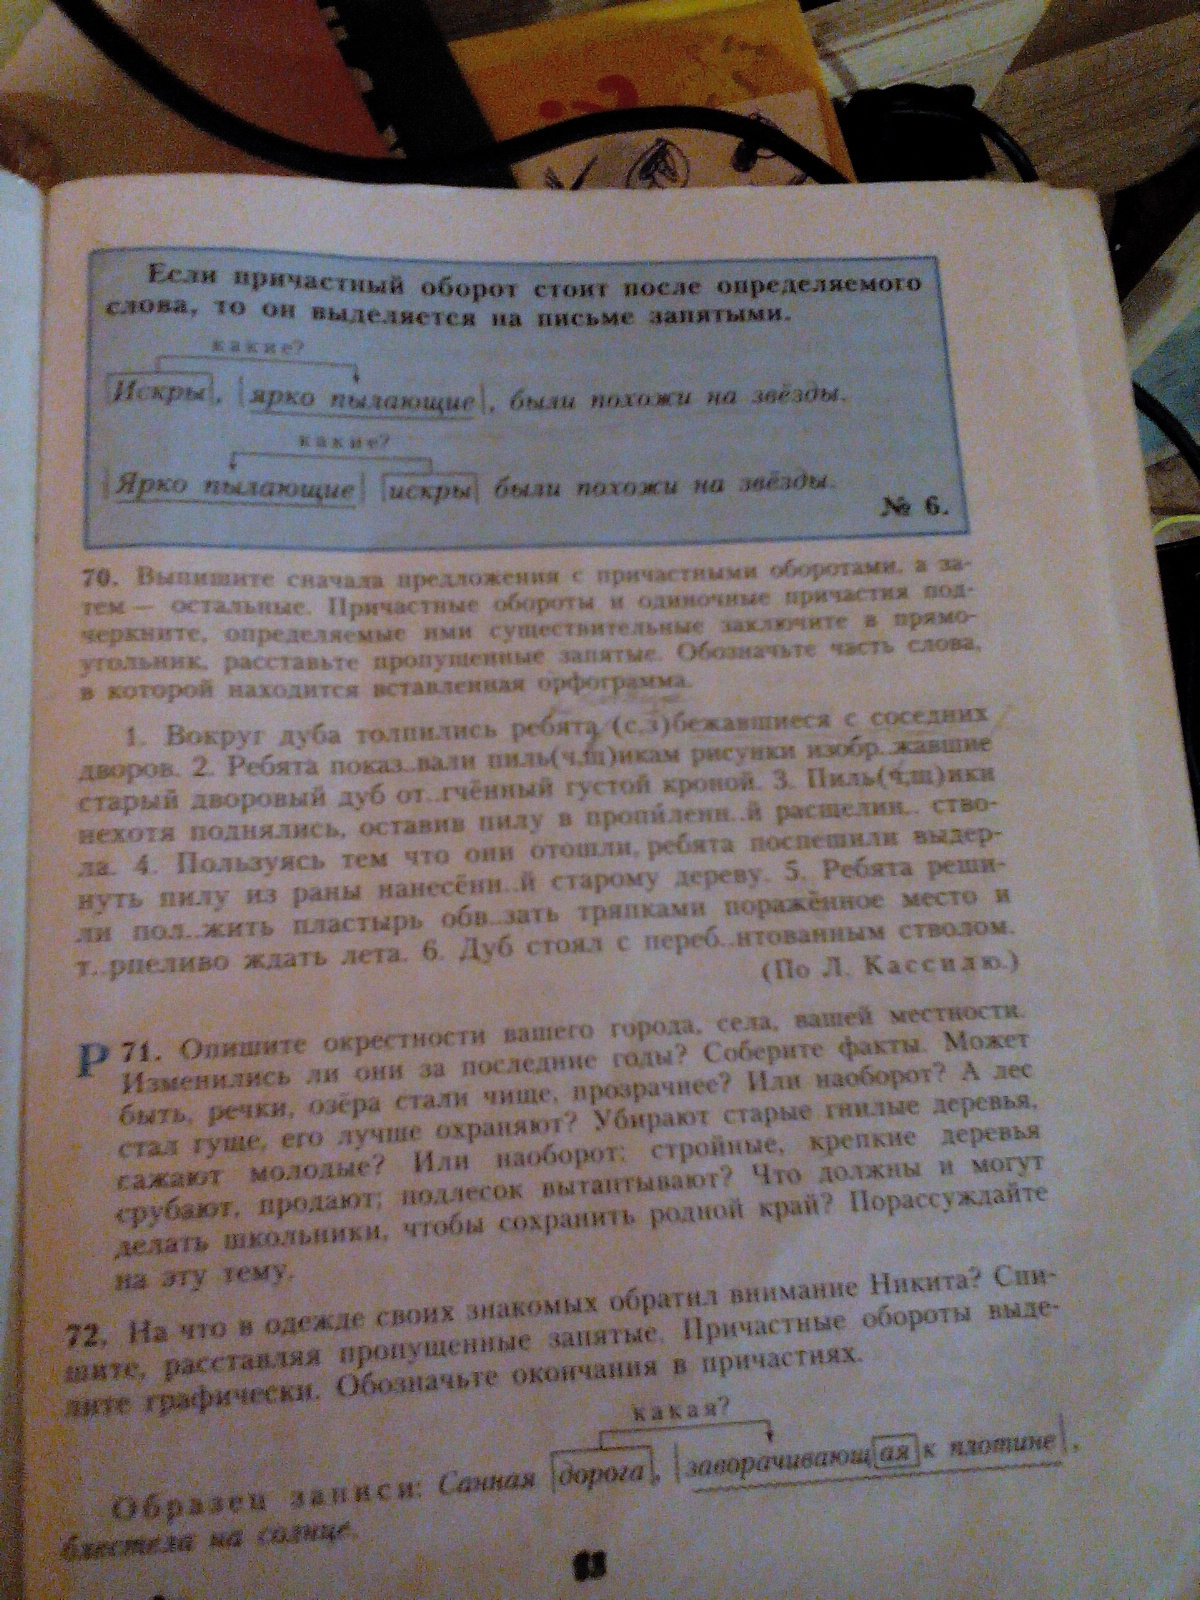 Если причастный оборот стоит после определяемого
слова, то он выделяется на письме запятыми.
какие?
Искры, ярко пылающие, были похожи на звёзды.
какие?
Ярко пылающие искры были похожи на звёзды.
№ 6.
70. Выпишите сначала предложения с причастными оборотами, а за-
тем — остальные. Причастные обороты и одиночные причастия под-
черкните, определяемые ими существительные заключите в прямо-
угольник, расставьте пропущенные запятые. Обозначьте часть слова,
в которой находится вставленная орфограмма.
1. Вокруг дуба толпились ребята (с,з)бежавшиеся с соседних
дворов. 2. Ребята показ..вали пиль(ч,щ)икам рисунки изобр..жавшие
старый дворовый дуб от..гчённый густой кроной. 3. Пиль(ч,щ)ики
нехотя поднялись, оставив пилу в пропиленн..й расщелин.. ство-
ла. 4. Пользуясь тем что они отошли, ребята поспешили выдер-
нуть пилу из раны нанесённ..й старому дереву. 5. Ребята реши-
ли пол..жить пластырь обв..зать тряпками поражённое место и
т..рпеливо ждать лета. 6. Дуб стоял с переб..нтованным стволом.
(По Л. Кассилю.)
Р 71. Опишите окрестности вашего города, села, вашей местности.
Изменились ли они за последние годы? Соберите факты. Может
быть, речки, озёра стали чище, прозрачнее? Или наоборот? А лес
стал гуще, его лучше охраняют? Убирают старые гнилые деревья,
сажают молодые? Или наоборот: стройные, крепкие деревья
срубают, продают; подлесок вытаптывают? Что должны и могут
делать школьники, чтобы сохранить родной край? Порассуждайте
на эту тему.
72. На что в одежде своих знакомых обратил внимание Никита? Спи-
шите, расставляя пропущенные запятые. Причастные обороты выде-
лите графически. Обозначьте окончания в причастиях.
какая?
Образец записи: Санная дорога, заворачивающая к плотине,
блестела на солнце.